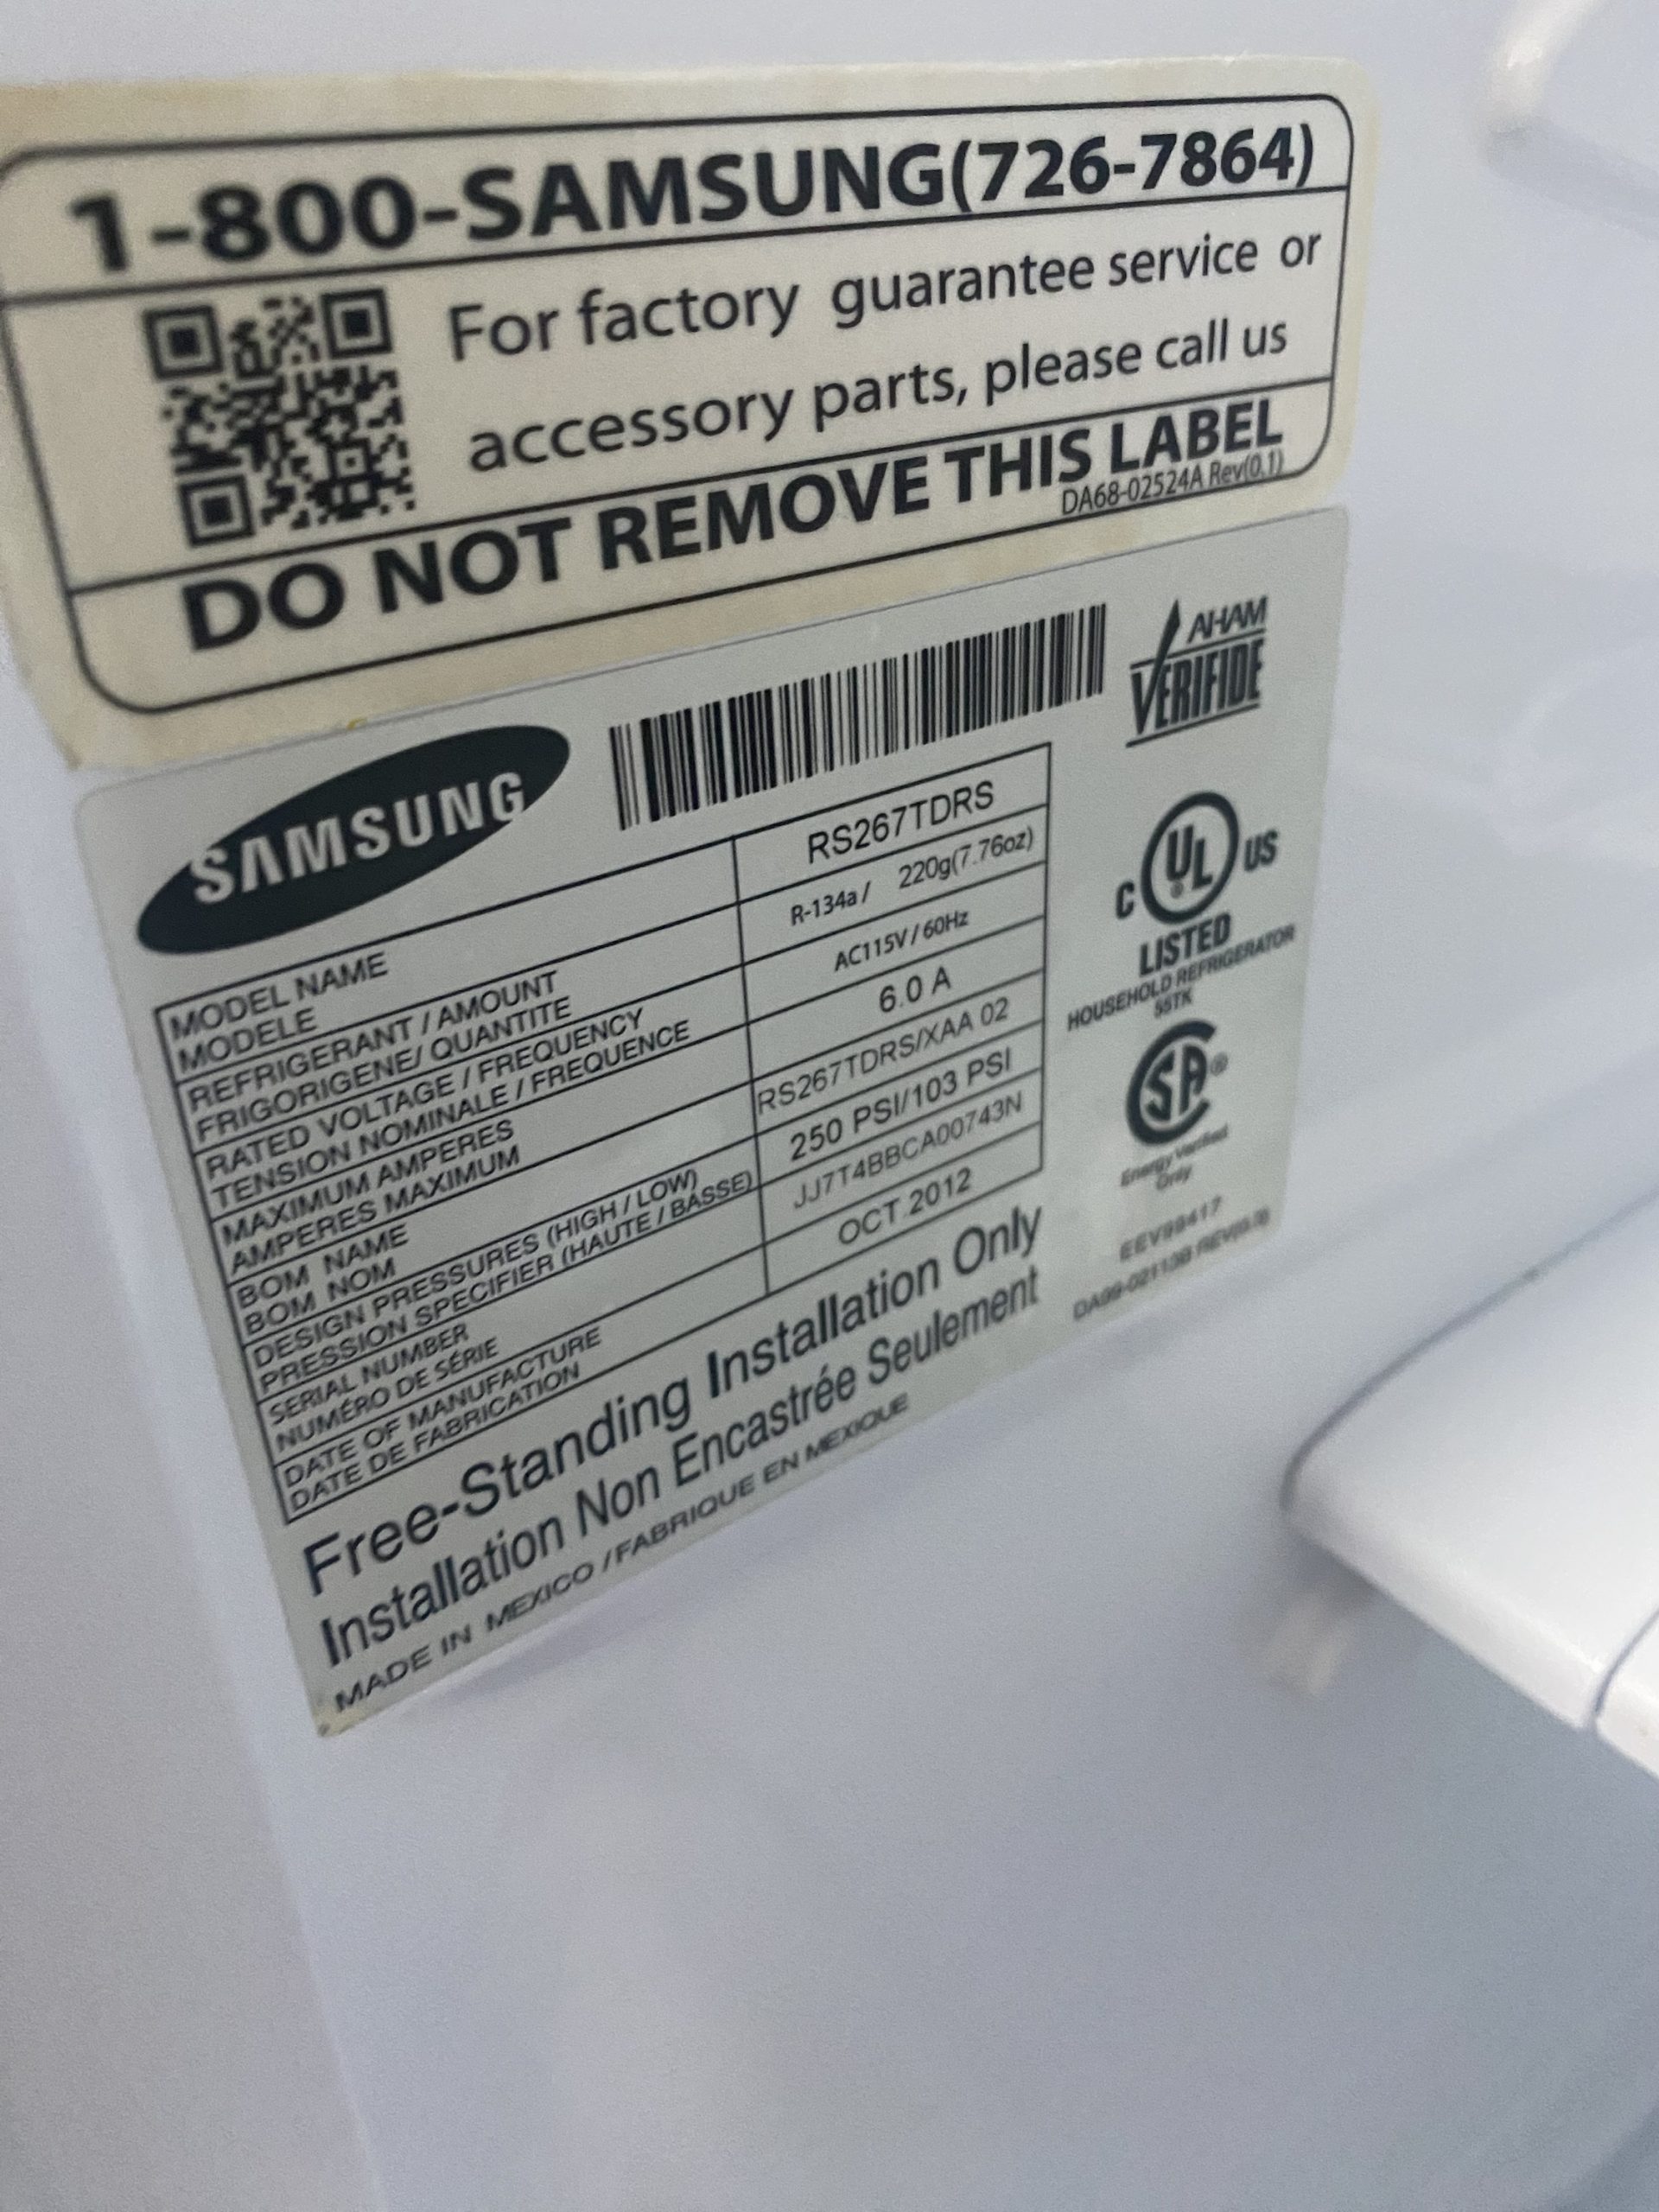 1-800-SAMSUNG(726-7864)
For factory guarantee service or
accessory parts, please call us
DO NOT REMOVE THIS LABEL
DA68-02524A Rev(0.1)
SAMSUNG
AHAM
VERIFIDE
MODEL NAME
MODELE
RS267TDRS
REFRIGERANT / AMOUNT
FRIGORIGENE/ QUANTITE
R-134a / 220g(7.76oz)
RATED VOLTAGE / FREQUENCY
TENSION NOMINALE / FREQUENCE
AC115V / 60Hz
MAXIMUM AMPERES
AMPERES MAXIMUM
6.0 A
BOM NAME
BOM NOM
RS267TDRS/XAA 02
DESIGN PRESSURES (HIGH / LOW)
PRESSION SPECIFIER (HAUTE / BASSE)
250 PSI/103 PSI
SERIAL NUMBER
NUMÉRO DE SÉRIE
JJ7T4BBCA00743N
DATE OF MANUFACTURE
DATE DE FABRICATION
OCT.2012
C UL® US
LISTED
HOUSEHOLD REFRIGERATOR
55TK
SA®
Energy Verified
Only
EEV98417
Free-Standing Installation Only
Installation Non Encastrée Seulement
MADE IN MEXICO / FABRIQUE EN MEXIQUE